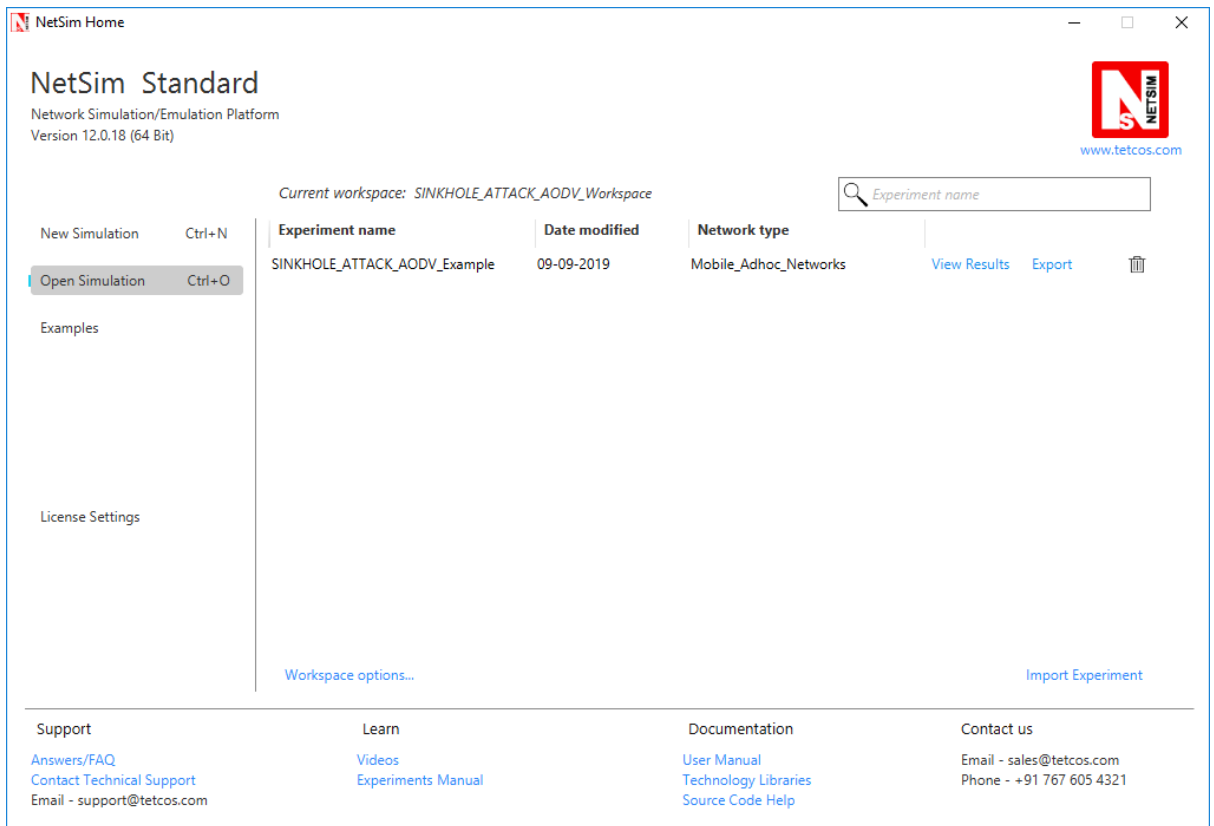 NetSim Home
NetSim Standard
Network Simulation/Emulation Platform
Version 12.0.18 (64 Bit)
NETSIM
www.tetcos.com
Current workspace: SINKHOLE_ATTACK_AODV_Workspace
Experiment name
New Simulation Ctrl+N
Open Simulation Ctrl+O
Examples
License Settings
Experiment name Date modified Network type
SINKHOLE_ATTACK_AODV_Example 09-09-2019 Mobile_Adhoc_Networks View Results Export
Workspace options... Import Experiment
Support
Answers/FAQ
Contact Technical Support
Email - support@tetcos.com
Learn
Videos
Experiments Manual
Documentation
User Manual
Technology Libraries
Source Code Help
Contact us
Email - sales@tetcos.com
Phone - +91 767 605 4321